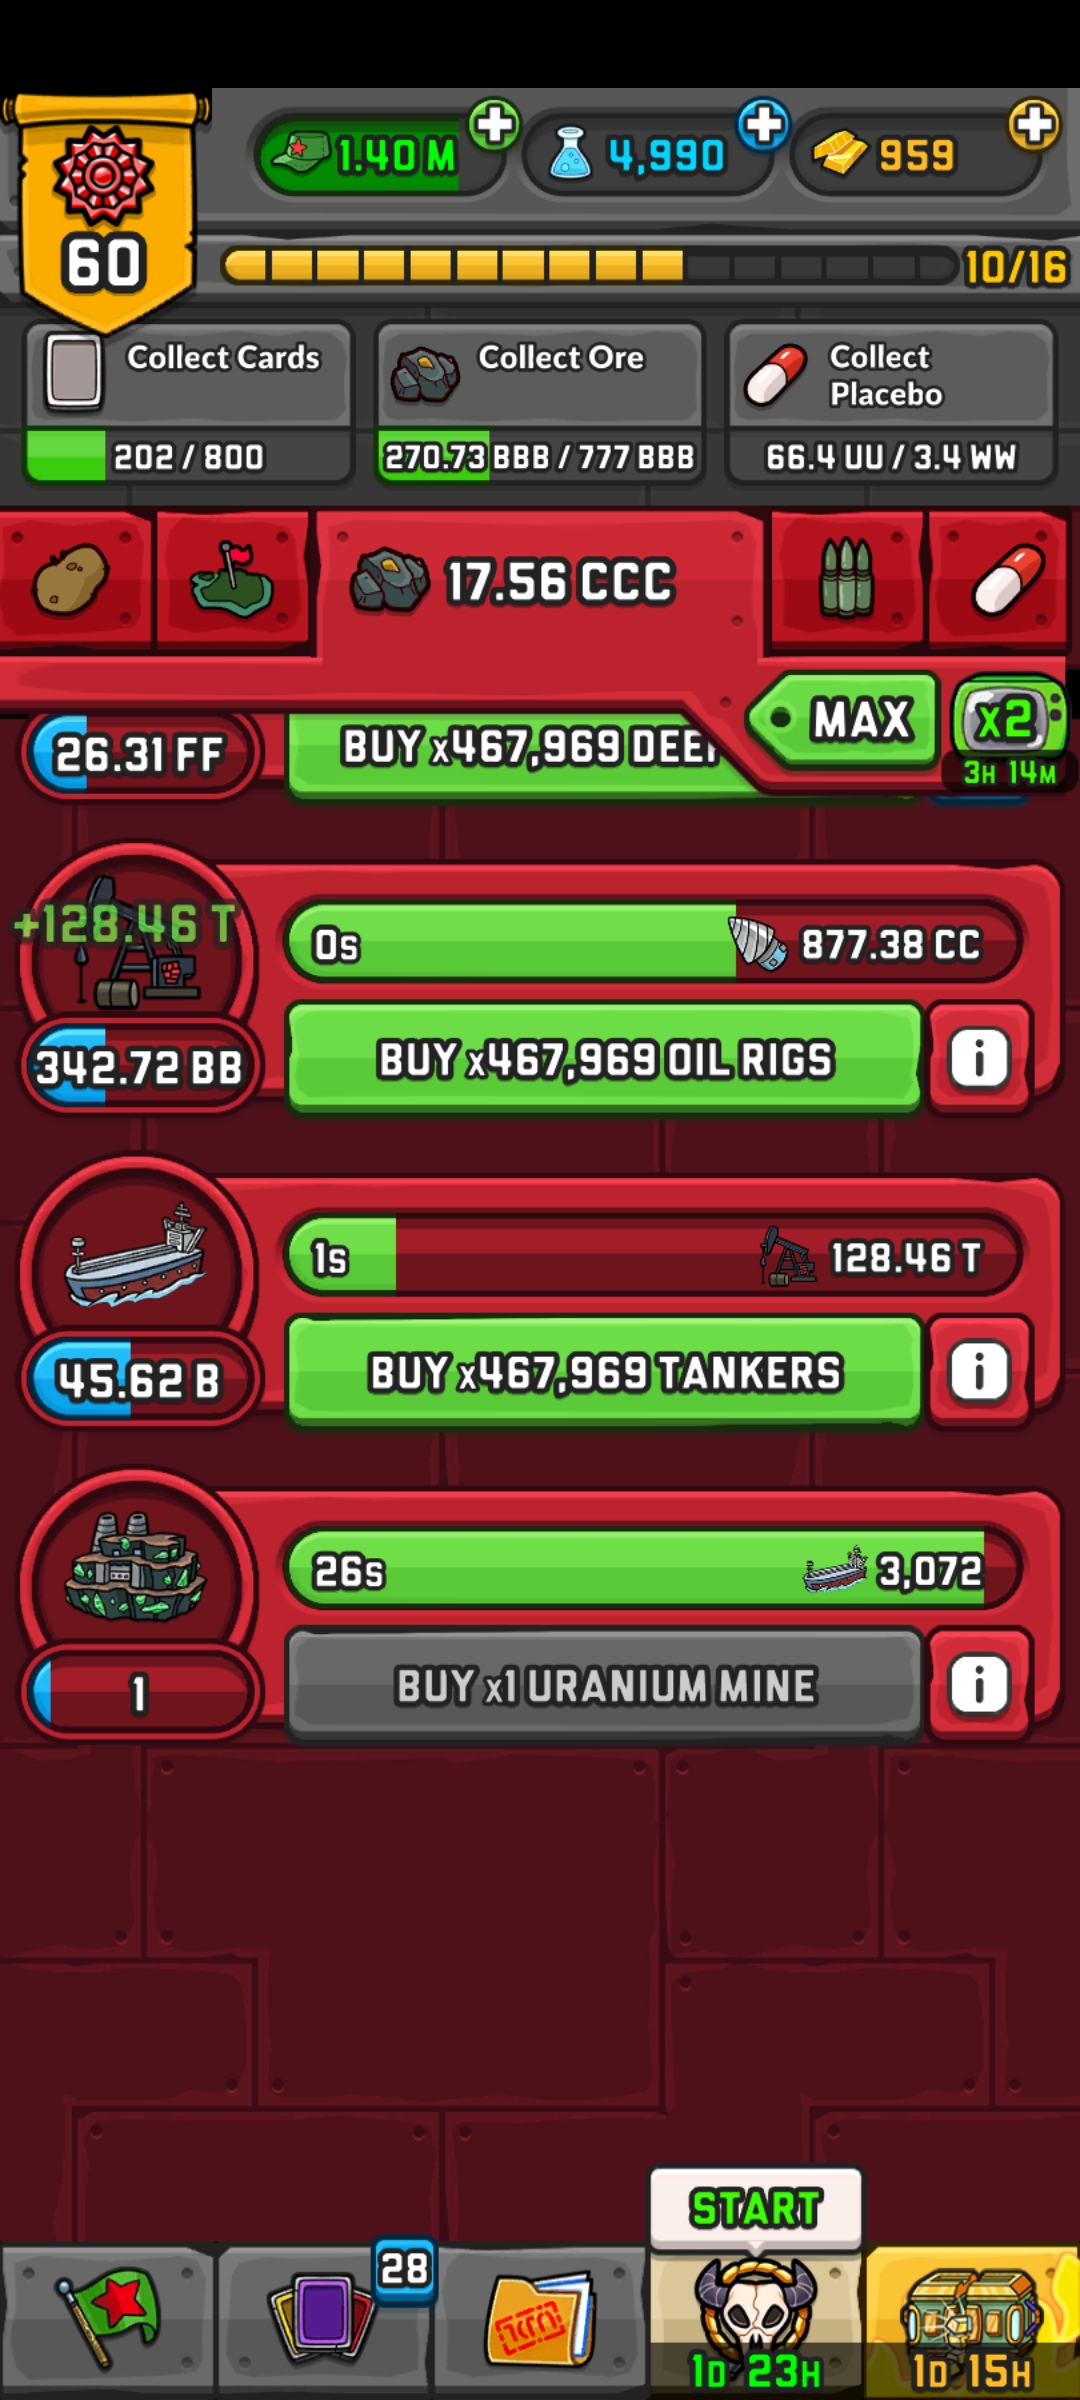 60
1.40 M
4,990
959
10/16
Collect Cards
202 / 800
Collect Ore
270.73 BBB / 777 BBB
Collect
Placebo
66.4 UU / 3.4 WW
17.56 CCC
MAX
x2
3H 14M
26.31 FF
BUY x467,969
+128.46 T
0s
877.38 CC
342.72 BB
BUY x467,969 OIL RIGS
i
1s
128.46 T
45.62 B
BUY x467,969 TANKERS
i
26s
3,072
1
BUY x1 URANIUM MINE
i
START
28
1D 23H
1D 15H